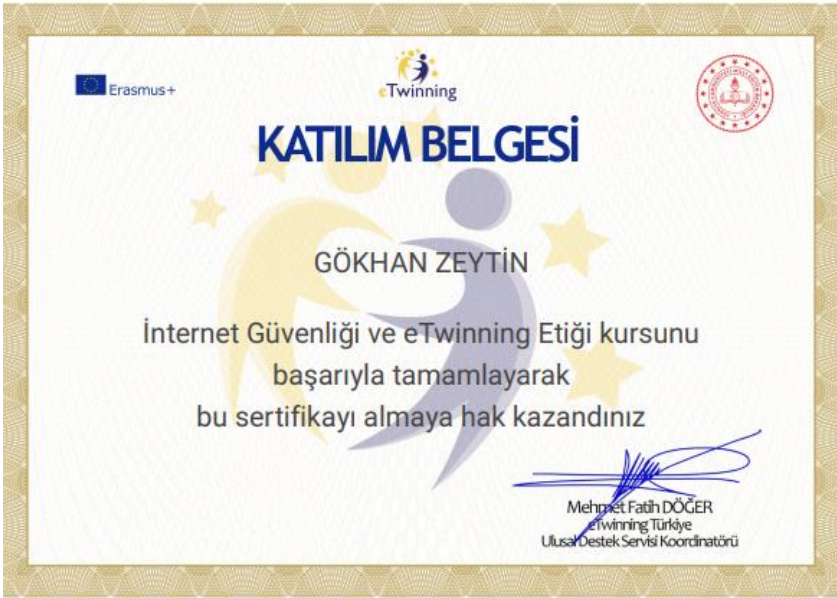 Erasmus+
eTwinning
KATILIM BELGESİ
GÖKHAN ZEYTİN
İnternet Güvenliği ve eTwinning Etiği kursunu
başarıyla tamamlayarak
bu sertifikayı almaya hak kazandınız
Mehmet Fatih DÖĞER
eTwinning Türkiye
Ulusal Destek Servisi Koordinatörü